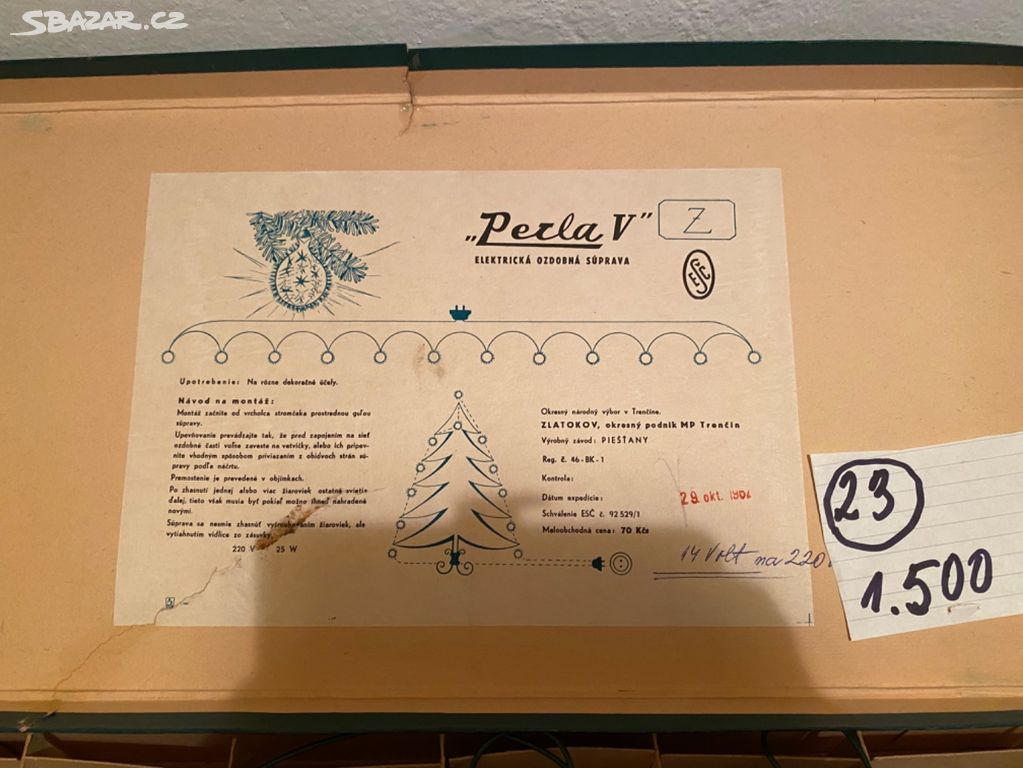 SBAZAR.CZ
„Perla V"
Z
ELEKTRICKÁ OZDOBNÁ SÚPRAVA
EŠČ
Upotrebenie: Na rôzne dekoračné účely.
Návod na montáž:
Montáž začnite od vrcholca stromčeka prostrednou guľou
súpravy.
Upevňovanie prevádzajte tak, že pred zapojením na sieť
ozdobné časti voľne zaveste na vetvičky, alebo ich pripev-
nite vhodným spôsobom priviazaním z obidvoch strán sú-
pravy podľa náčrtu.
Premostenie je prevedené v objímkach.
Po zhasnutí jednej alebo viac žiaroviek ostatné svietia
ďalej, tieto však musia byť pokiaľ možno ihneď nahradené
novými.
Súprava sa nesmie zhasnúť vyšróbovaním žiaroviek, ale
vytiahnutím vidlice zo zásuvky.
220 V 25 W
Okresný národný výbor v Trenčíne.
ZLATOKOV, okresný podnik MP Trenčín
Výrobný závod: PIEŠŤANY
Reg. č. 46-BK-1
Kontrola:
Dátum expedície: 29. okt. 1962
Schválenie ESČ č. 92 529/1
Maloobchodná cena: 70 Kčs
14 Volt na 220.
23
1.500